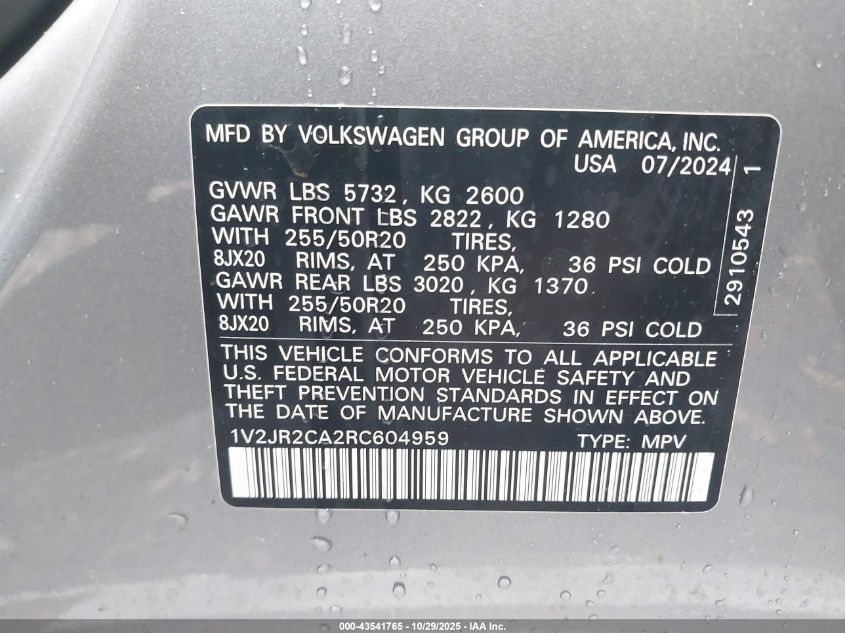 MFD BY VOLKSWAGEN GROUP OF AMERICA, INC.
USA 07/2024
GVWR LBS 5732, KG 2600
GAWR FRONT LBS 2822, KG 1280
WITH 255/50R20 TIRES,
8JX20 RIMS, AT 250 KPA, 36 PSI COLD
GAWR REAR LBS 3020, KG 1370
WITH 255/50R20 TIRES,
8JX20 RIMS, AT 250 KPA, 36 PSI COLD
2910543 1
THIS VEHICLE CONFORMS TO ALL APPLICABLE
U.S. FEDERAL MOTOR VEHICLE SAFETY AND
THEFT PREVENTION STANDARDS IN EFFECT ON
THE DATE OF MANUFACTURE SHOWN ABOVE.
1V2JR2CA2RC604959 TYPE: MPV
000-43541765 - 10/29/2025 - IAA Inc.